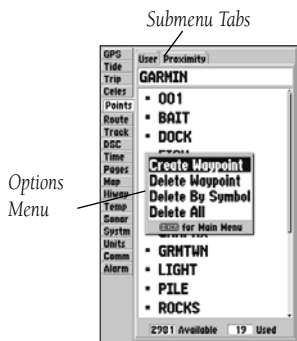 Submenu Tabs
GPS
Tide
Trip
Celes
Points
Route
Track
DSC
Time
Pages
Map
Hiway
Temp
Sonar
Systm
Units
Comm
Alarm
User Proximity
GARMIN
001
BAIT
DOCK
Create Waypoint
Delete Waypoint
Delete By Symbol
Delete All
MENU for Main Menu
GRMTWN
LIGHT
PILE
ROCKS
2981 Available 19 Used
Options
Menu